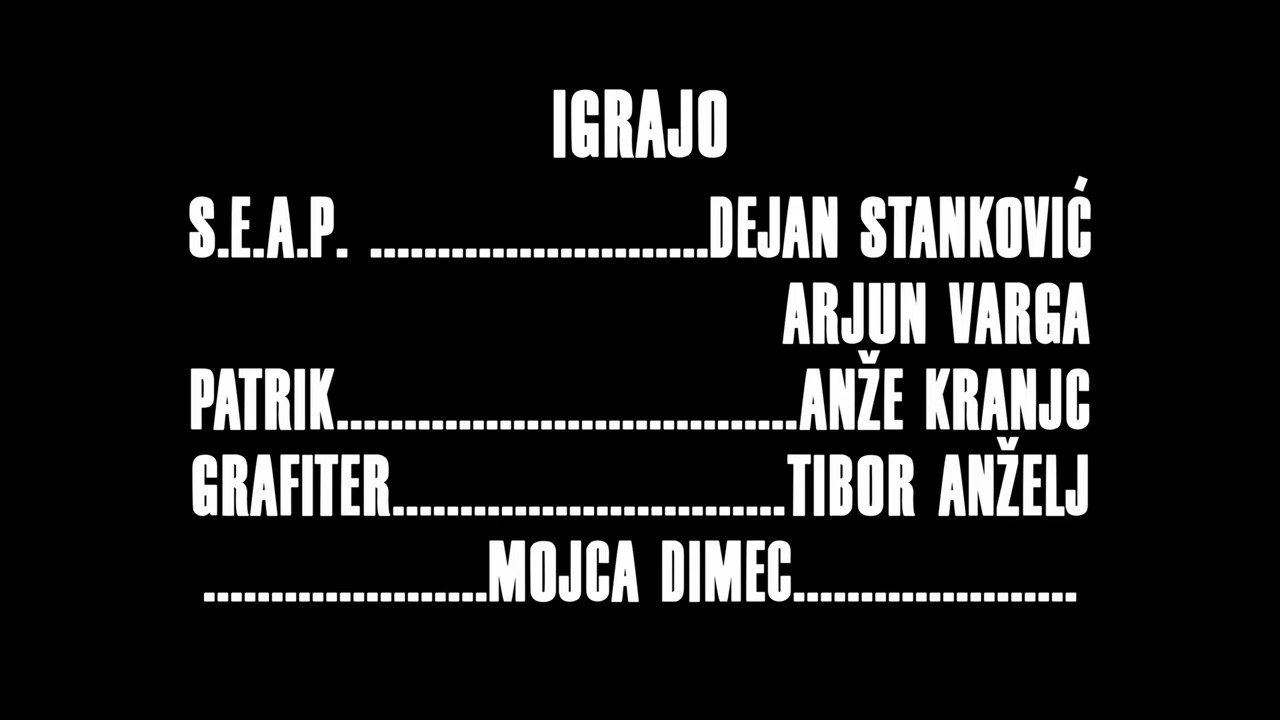 IGRAJO
S.E.A.P. .........................DEJAN STANKOVIĆ
ARJUN VARGA
PATRIK..................................ANŽE KRANJC
GRAFITER.............................TIBOR ANŽELJ
.....................MOJCA DIMEC.....................